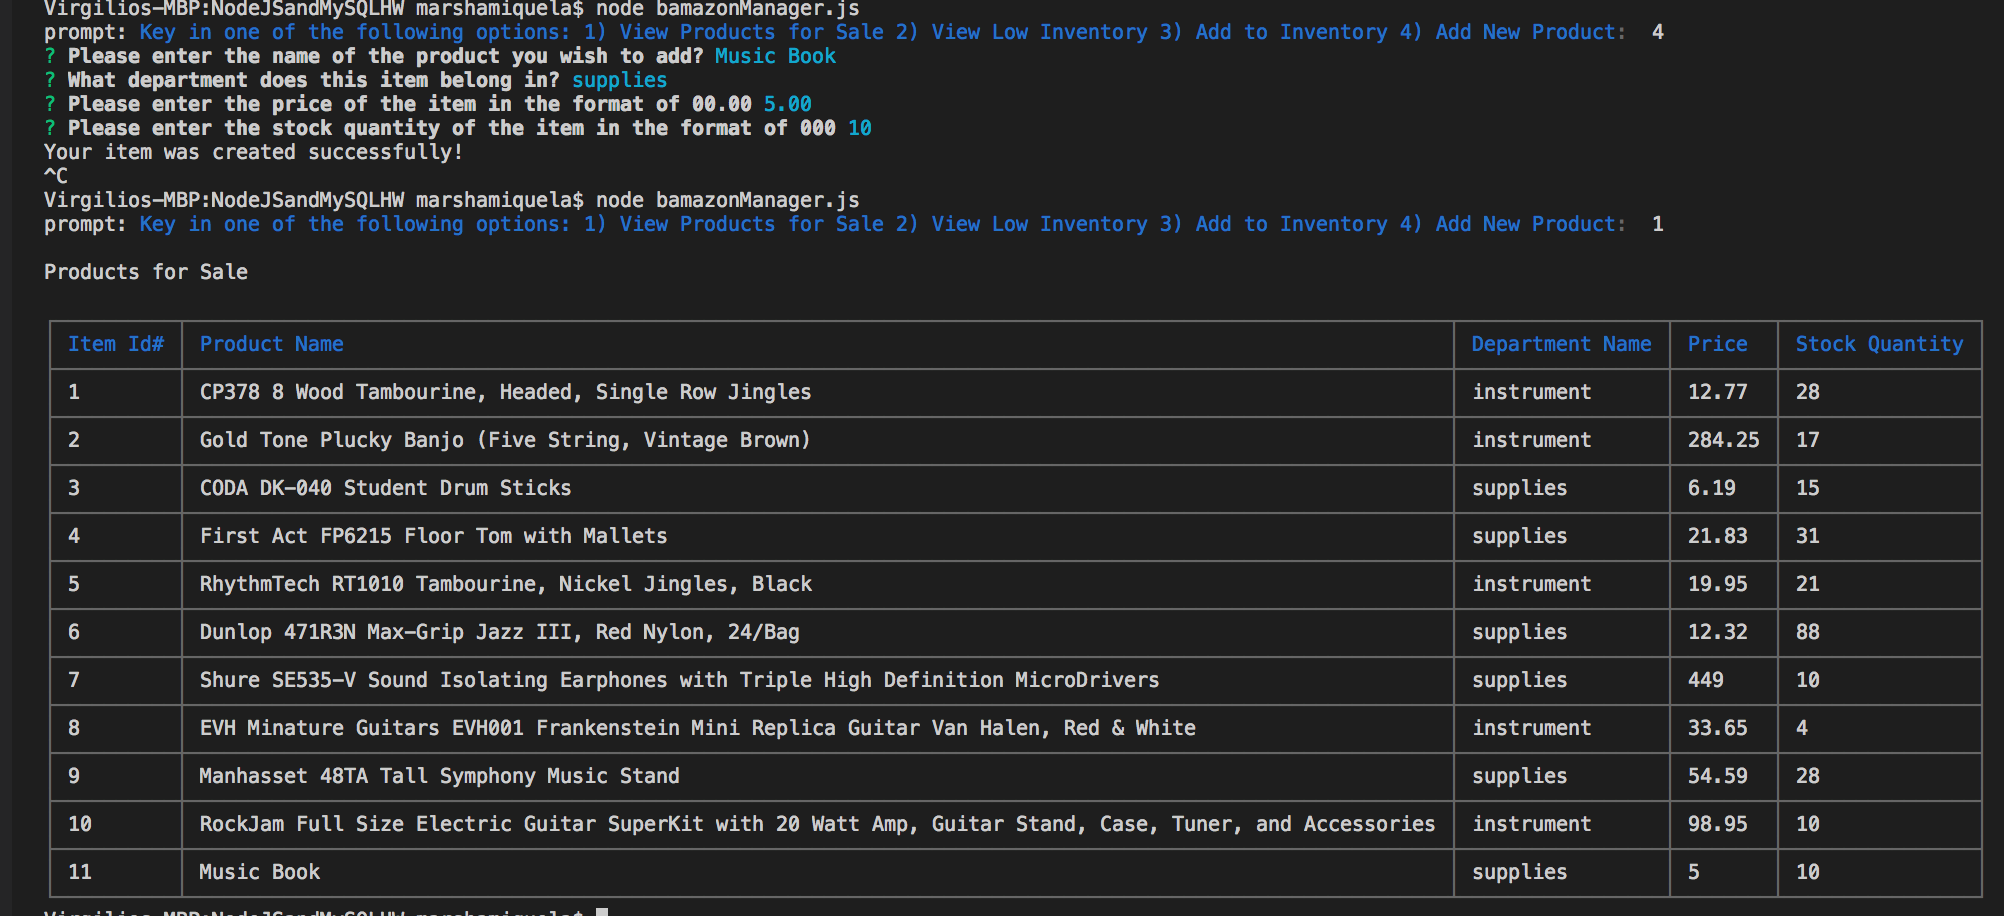 Virgilios-MBP:NodeJSandMySQLHW marshamiquela$ node bamazonManager.js
prompt: Key in one of the following options: 1) View Products for Sale 2) View Low Inventory 3) Add to Inventory 4) Add New Product:  4
? Please enter the name of the product you wish to add? Music Book
? What department does this item belong in? supplies
? Please enter the price of the item in the format of 00.00 5.00
? Please enter the stock quantity of the item in the format of 000 10
Your item was created successfully!
^C
Virgilios-MBP:NodeJSandMySQLHW marshamiquela$ node bamazonManager.js
prompt: Key in one of the following options: 1) View Products for Sale 2) View Low Inventory 3) Add to Inventory 4) Add New Product:  1
Products for Sale
Item Id# Product Name Department Name Price Stock Quantity
1 CP378 8 Wood Tambourine, Headed, Single Row Jingles instrument 12.77 28
2 Gold Tone Plucky Banjo (Five String, Vintage Brown) instrument 284.25 17
3 CODA DK-040 Student Drum Sticks supplies 6.19 15
4 First Act FP6215 Floor Tom with Mallets supplies 21.83 31
5 RhythmTech RT1010 Tambourine, Nickel Jingles, Black instrument 19.95 21
6 Dunlop 471R3N Max-Grip Jazz III, Red Nylon, 24/Bag supplies 12.32 88
7 Shure SE535-V Sound Isolating Earphones with Triple High Definition MicroDrivers supplies 449 10
8 EVH Minature Guitars EVH001 Frankenstein Mini Replica Guitar Van Halen, Red & White instrument 33.65 4
9 Manhasset 48TA Tall Symphony Music Stand supplies 54.59 28
10 RockJam Full Size Electric Guitar SuperKit with 20 Watt Amp, Guitar Stand, Case, Tuner, and Accessories instrument 98.95 10
11 Music Book supplies 5 10
Virgilios-MBP:NodeJSandMySQLHW marshamiquela$